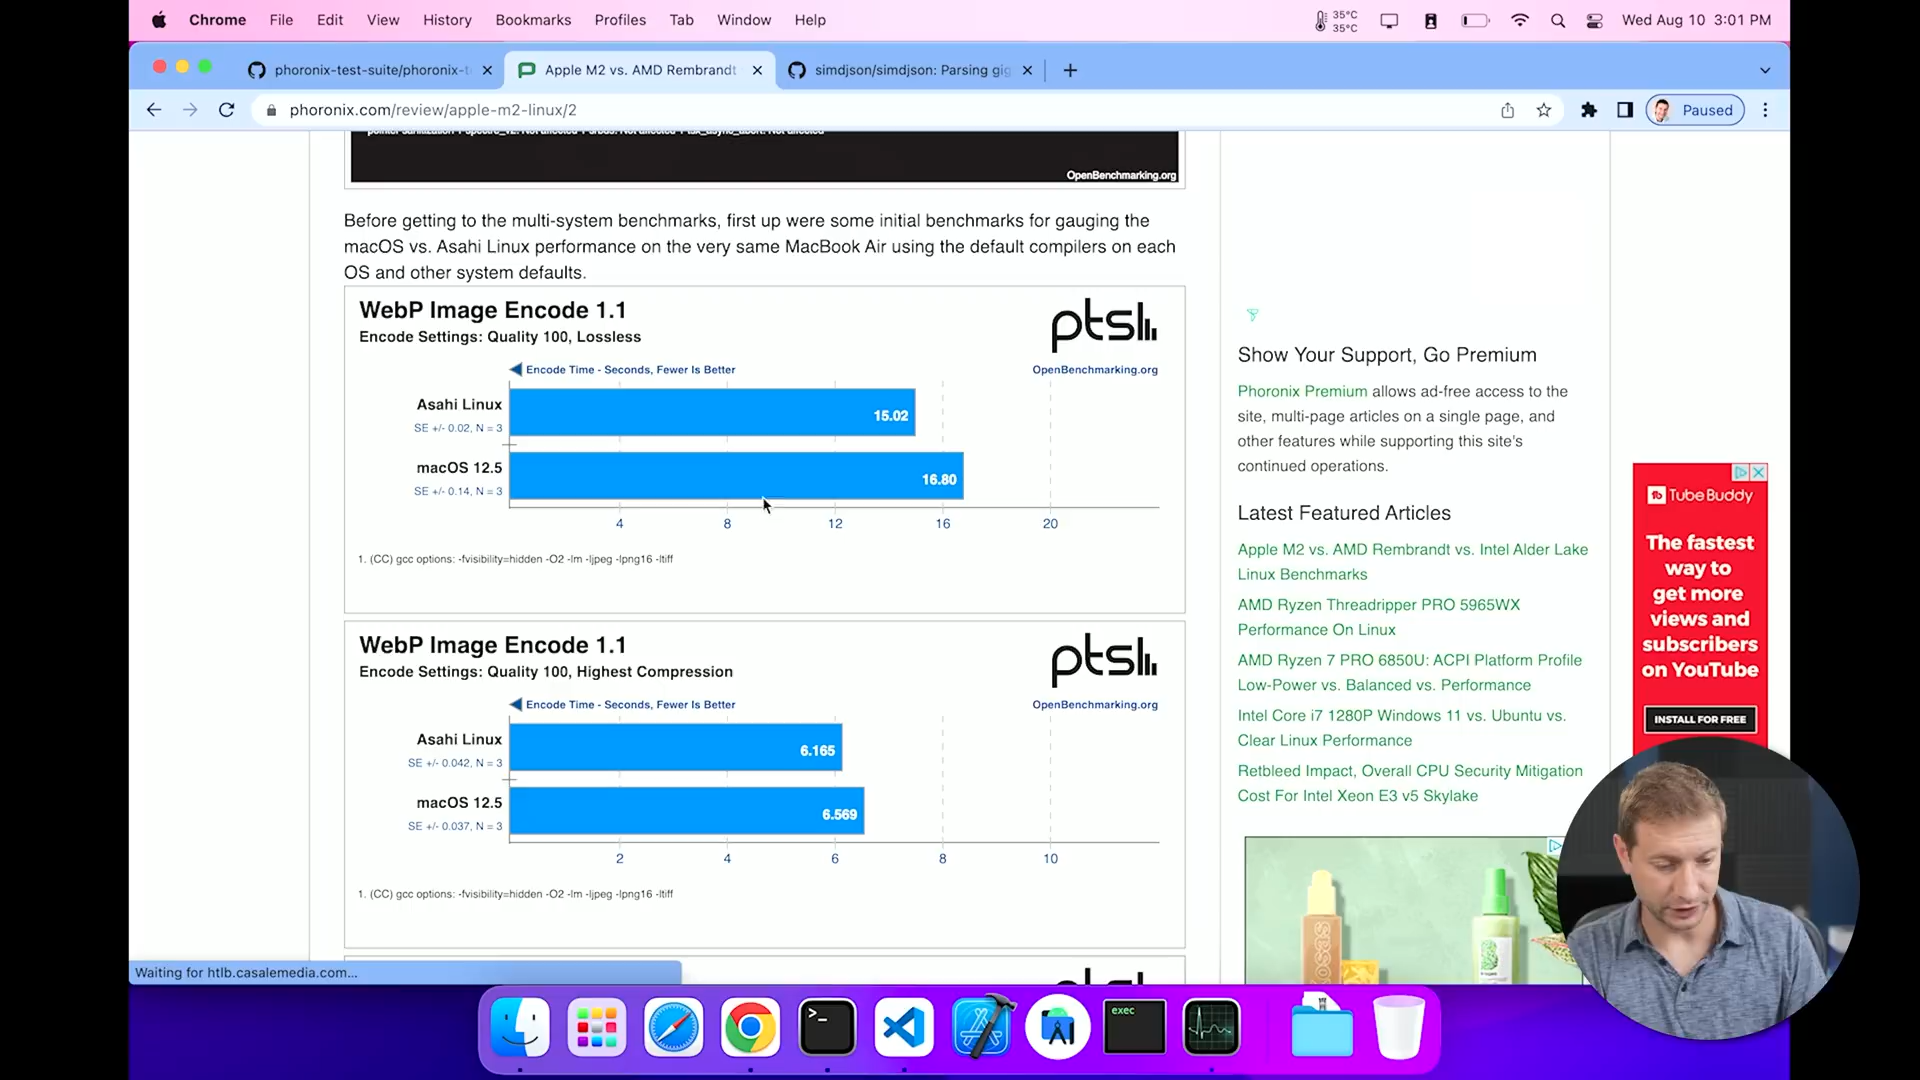 Chrome File Edit View History Bookmarks Profiles Tab Window Help
35°C
35°C
Wed Aug 10 3:01 PM
phoronix-test-suite/phoronix-t
Apple M2 vs. AMD Rembrandt
simdjson/simdjson: Parsing gig
phoronix.com/review/apple-m2-linux/2
Paused
OpenBenchmarking.org
Before getting to the multi-system benchmarks, first up were some initial benchmarks for gauging the
macOS vs. Asahi Linux performance on the very same MacBook Air using the default compilers on each
OS and other system defaults.
WebP Image Encode 1.1
Encode Settings: Quality 100, Lossless
ptsl
Encode Time - Seconds, Fewer Is Better
OpenBenchmarking.org
Asahi Linux
SE +/- 0.02, N = 3
15.02
macOS 12.5
SE +/- 0.14, N = 3
16.80
4 8 12 16 20
1. (CC) gcc options: -fvisibility=hidden -O2 -lm -ljpeg -lpng16 -ltiff
WebP Image Encode 1.1
Encode Settings: Quality 100, Highest Compression
ptsl
Encode Time - Seconds, Fewer Is Better
OpenBenchmarking.org
Asahi Linux
SE +/- 0.042, N = 3
6.165
macOS 12.5
SE +/- 0.037, N = 3
6.569
2 4 6 8 10
1. (CC) gcc options: -fvisibility=hidden -O2 -lm -ljpeg -lpng16 -ltiff
Show Your Support, Go Premium
Phoronix Premium allows ad-free access to the
site, multi-page articles on a single page, and
other features while supporting this site's
continued operations.
Latest Featured Articles
Apple M2 vs. AMD Rembrandt vs. Intel Alder Lake
Linux Benchmarks
AMD Ryzen Threadripper PRO 5965WX
Performance On Linux
AMD Ryzen 7 PRO 6850U: ACPI Platform Profile
Low-Power vs. Balanced vs. Performance
Intel Core i7 1280P Windows 11 vs. Ubuntu vs.
Clear Linux Performance
Retbleed Impact, Overall CPU Security Mitigation
Cost For Intel Xeon E3 v5 Skylake
TubeBuddy
The fastest
way to
get more
views and
subscribers
on YouTube
INSTALL FOR FREE
Waiting for htlb.casalemedia.com...
exec